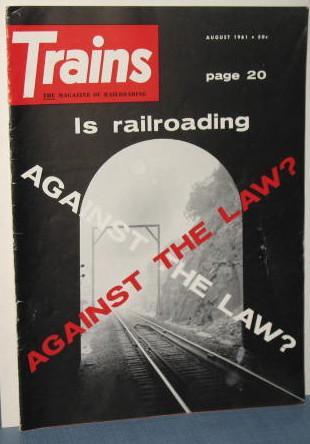 Trains
THE MAGAZINE OF RAILROADING
AUGUST 1961 • 50c
page 20
Is railroading
AGAINST THE LAW?
AGAINST THE LAW?